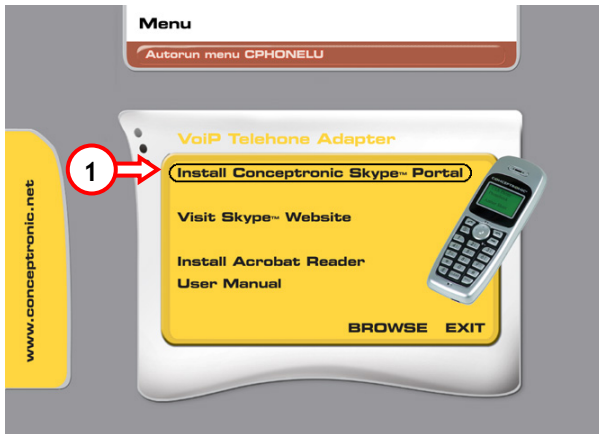 Menu
Autorun menu CPHONELU
VoiP Telehone Adapter
1
Install Conceptronic Skype™ Portal
Visit Skype™ Website
Install Acrobat Reader
User Manual
BROWSE EXIT
www.conceptronic.net